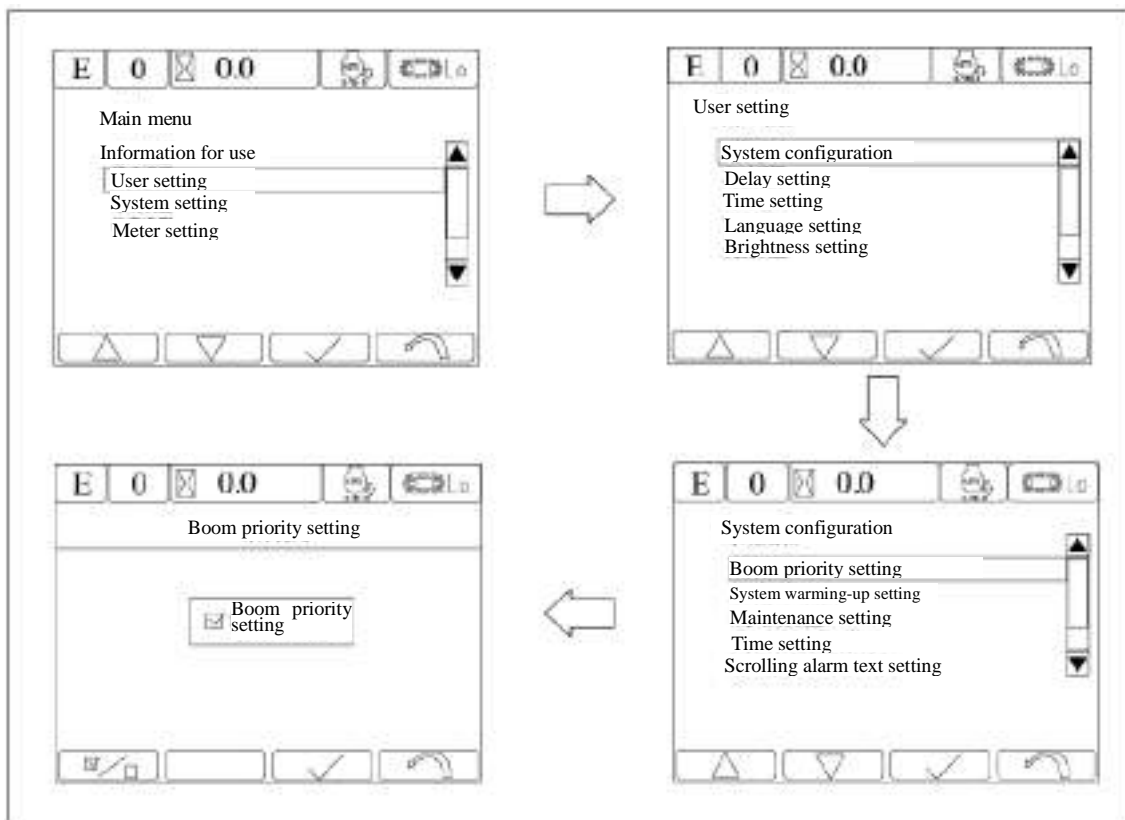 E 0 0.0 Lo
Main menu
Information for use
User setting
System setting
Meter setting
E 0 0.0 Lo
User setting
System configuration
Delay setting
Time setting
Language setting
Brightness setting
E 0 0.0 Lo
System configuration
Boom priority setting
System warming-up setting
Maintenance setting
Time setting
Scrolling alarm text setting
E 0 0.0 Lo
Boom priority setting
Boom priority
setting